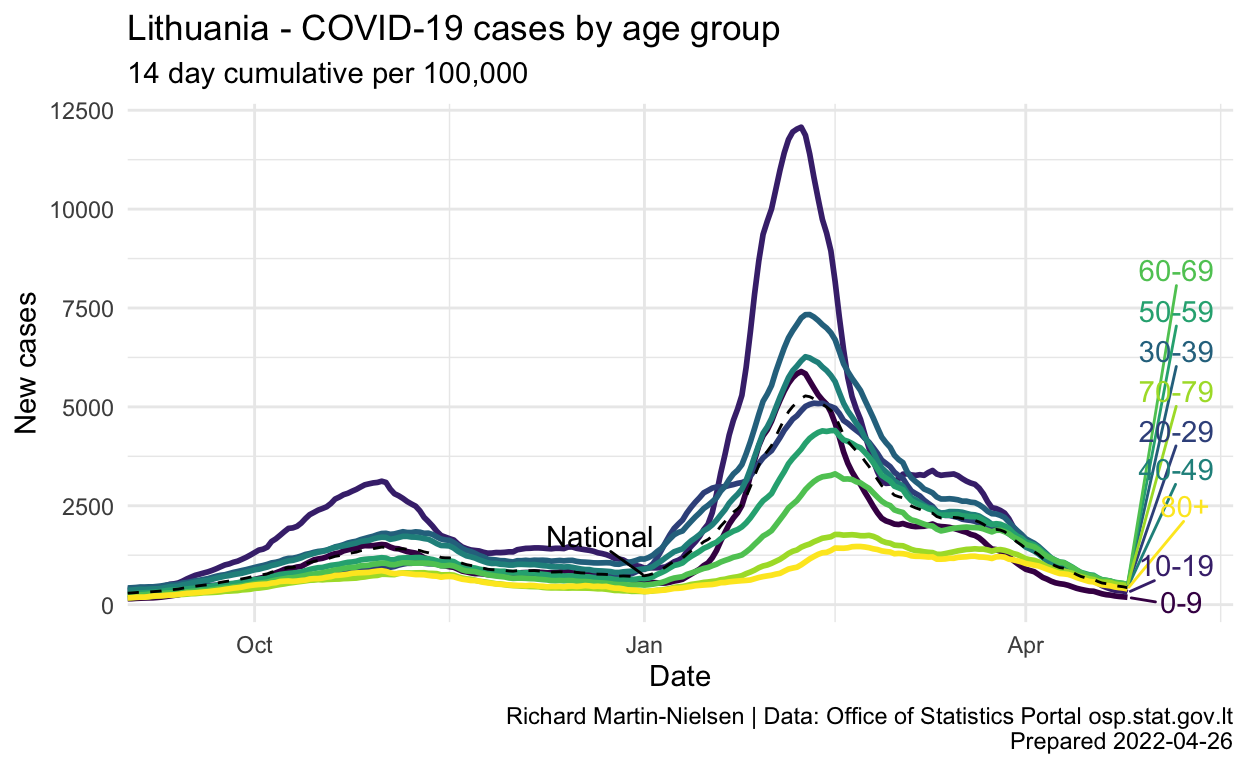 Lithuania - COVID-19 cases by age group
14 day cumulative per 100,000
12500
10000
7500
5000
2500
0
New cases
National
60-69
50-59
30-39
70-79
20-29
40-49
80+
10-19
0-9
Oct
Jan
Apr
Date
Richard Martin-Nielsen | Data: Office of Statistics Portal osp.stat.gov.lt
Prepared 2022-04-26